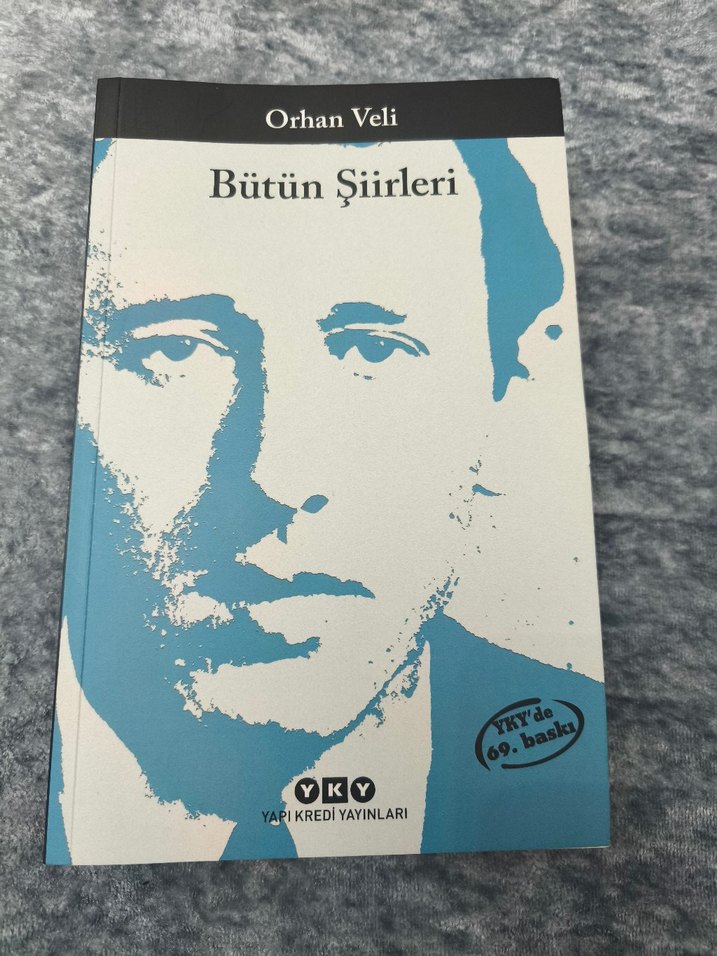 Orhan Veli
Bütün Şiirleri
YKY'de
69. baskı
YKY
YAPI KREDİ YAYINLARI